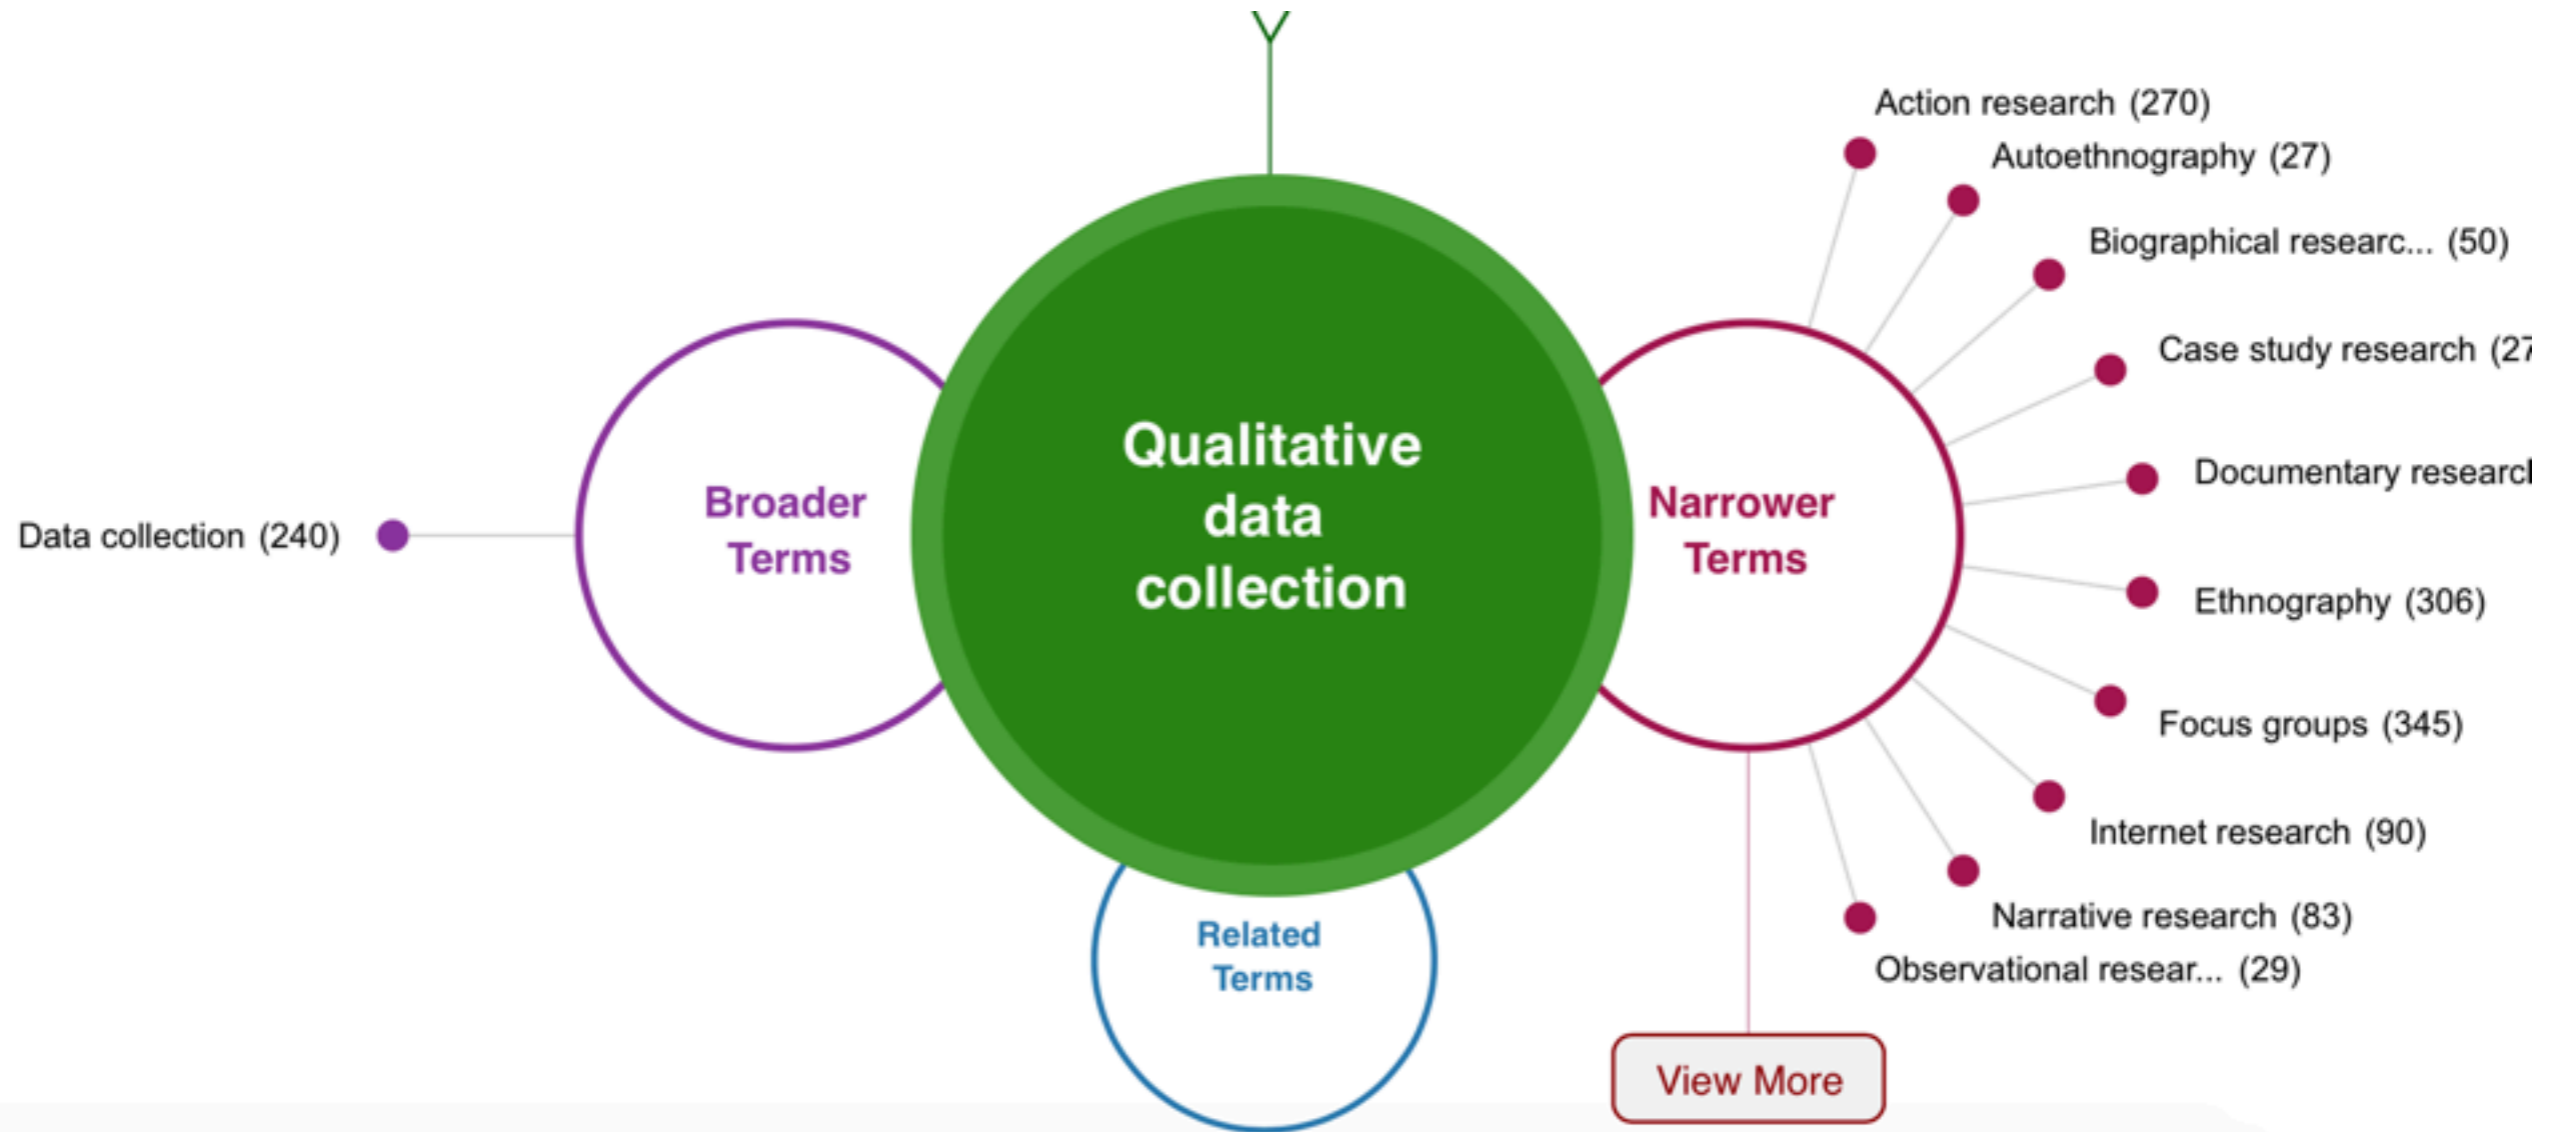 Action research (270)
Autoethnography (27)
Biographical researc... (50)
Case study research (27
Documentary research
Ethnography (306)
Focus groups (345)
Internet research (90)
Narrative research (83)
Observational resear... (29)
Qualitative
data
collection
Broader
Terms
Narrower
Terms
Data collection (240)
Related
Terms
View More